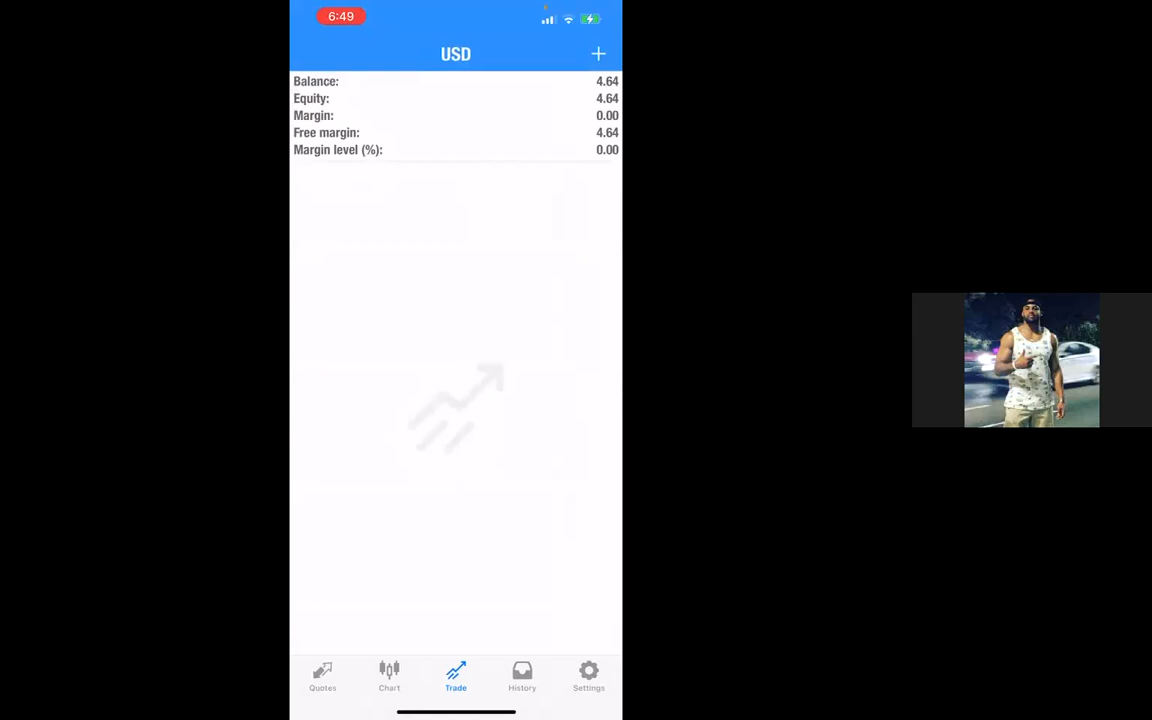 6:49
USD +
Balance: 4.64
Equity: 4.64
Margin: 0.00
Free margin: 4.64
Margin level (%): 0.00
Quotes Chart Trade History Settings